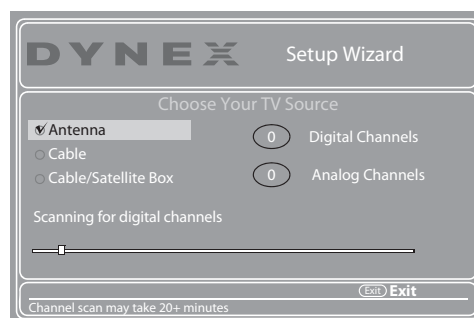 DYNEX
Setup Wizard
Choose Your TV Source
Antenna
Cable
Cable/Satellite Box
0 Digital Channels
0 Analog Channels
Scanning for digital channels
Exit Exit
Channel scan may take 20+ minutes